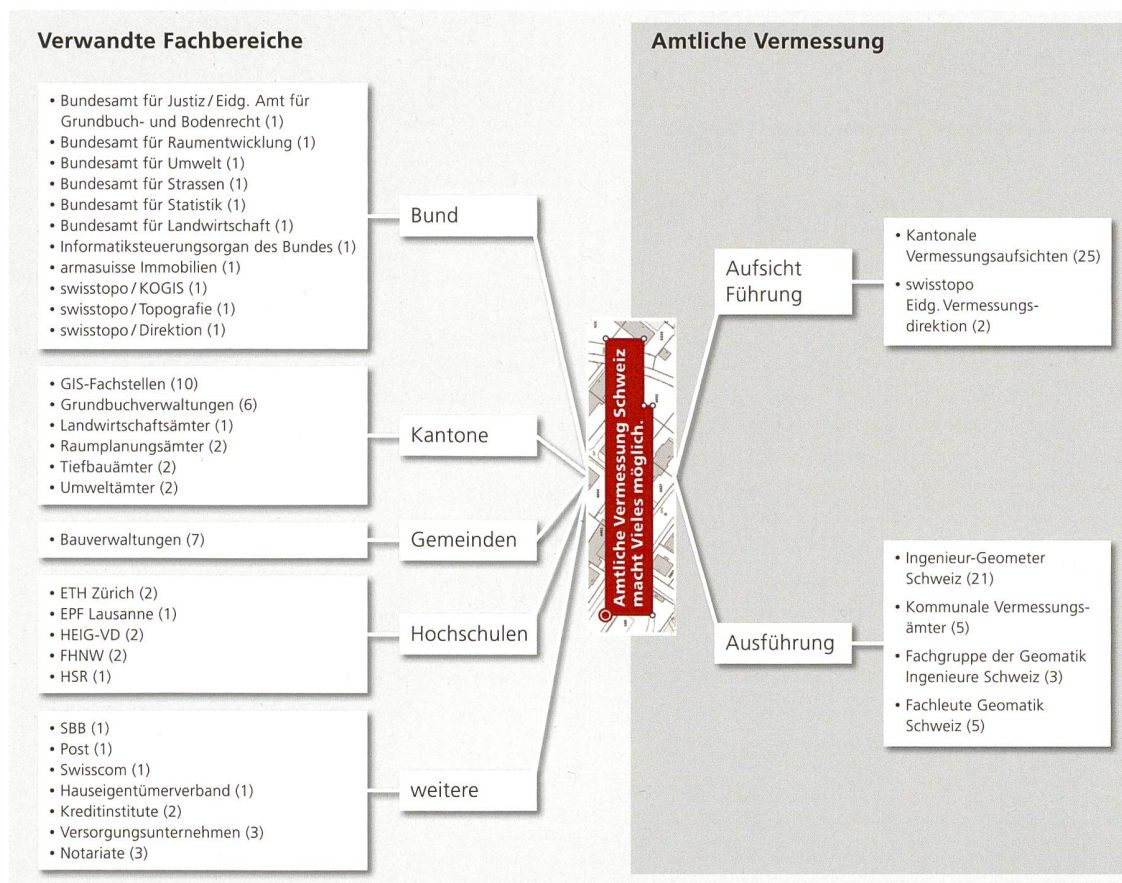 Verwandte Fachbereiche
• Bundesamt für Justiz / Eidg. Amt für
Grundbuch- und Bodenrecht (1)
• Bundesamt für Raumentwicklung (1)
• Bundesamt für Umwelt (1)
• Bundesamt für Strassen (1)
• Bundesamt für Statistik (1)
• Bundesamt für Landwirtschaft (1)
• Informatiksteuerungsorgan des Bundes (1)
• armasuisse Immobilien (1)
• swisstopo / KOGIS (1)
• swisstopo / Topografie (1)
• swisstopo / Direktion (1)
Bund
• GIS-Fachstellen (10)
• Grundbuchverwaltungen (6)
• Landwirtschaftsämter (1)
• Raumplanungsämter (2)
• Tiefbauämter (2)
• Umweltämter (2)
Kantone
• Bauverwaltungen (7)
Gemeinden
• ETH Zürich (2)
• EPF Lausanne (1)
• HEIG-VD (2)
• FHNW (2)
• HSR (1)
Hochschulen
• SBB (1)
• Post (1)
• Swisscom (1)
• Hauseigentümerverband (1)
• Kreditinstitute (2)
• Versorgungsunternehmen (3)
• Notariate (3)
weitere
Amtliche Vermessung Schweiz
macht Vieles möglich.
Amtliche Vermessung
Aufsicht
Führung
• Kantonale
Vermessungsaufsichten (25)
• swisstopo
Eidg. Vermessungs-
direktion (2)
Ausführung
• Ingenieur-Geometer
Schweiz (21)
• Kommunale Vermessungs-
ämter (5)
• Fachgruppe der Geomatik
Ingenieure Schweiz (3)
• Fachleute Geomatik
Schweiz (5)